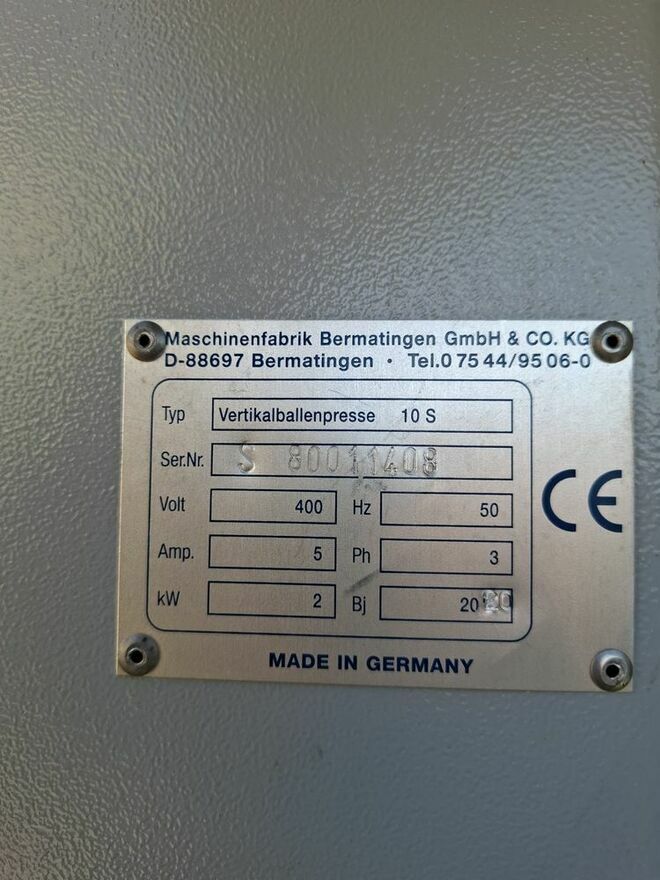 Maschinenfabrik Bermatingen GmbH & CO. KG
D-88697 Bermatingen · Tel.0 75 44/95 06-0
Typ Vertikalballenpresse 10 S
Ser.Nr. S 80011408
Volt 400 Hz 50
Amp. 5 Ph 3
kW 2 Bj 20
CE
MADE IN GERMANY